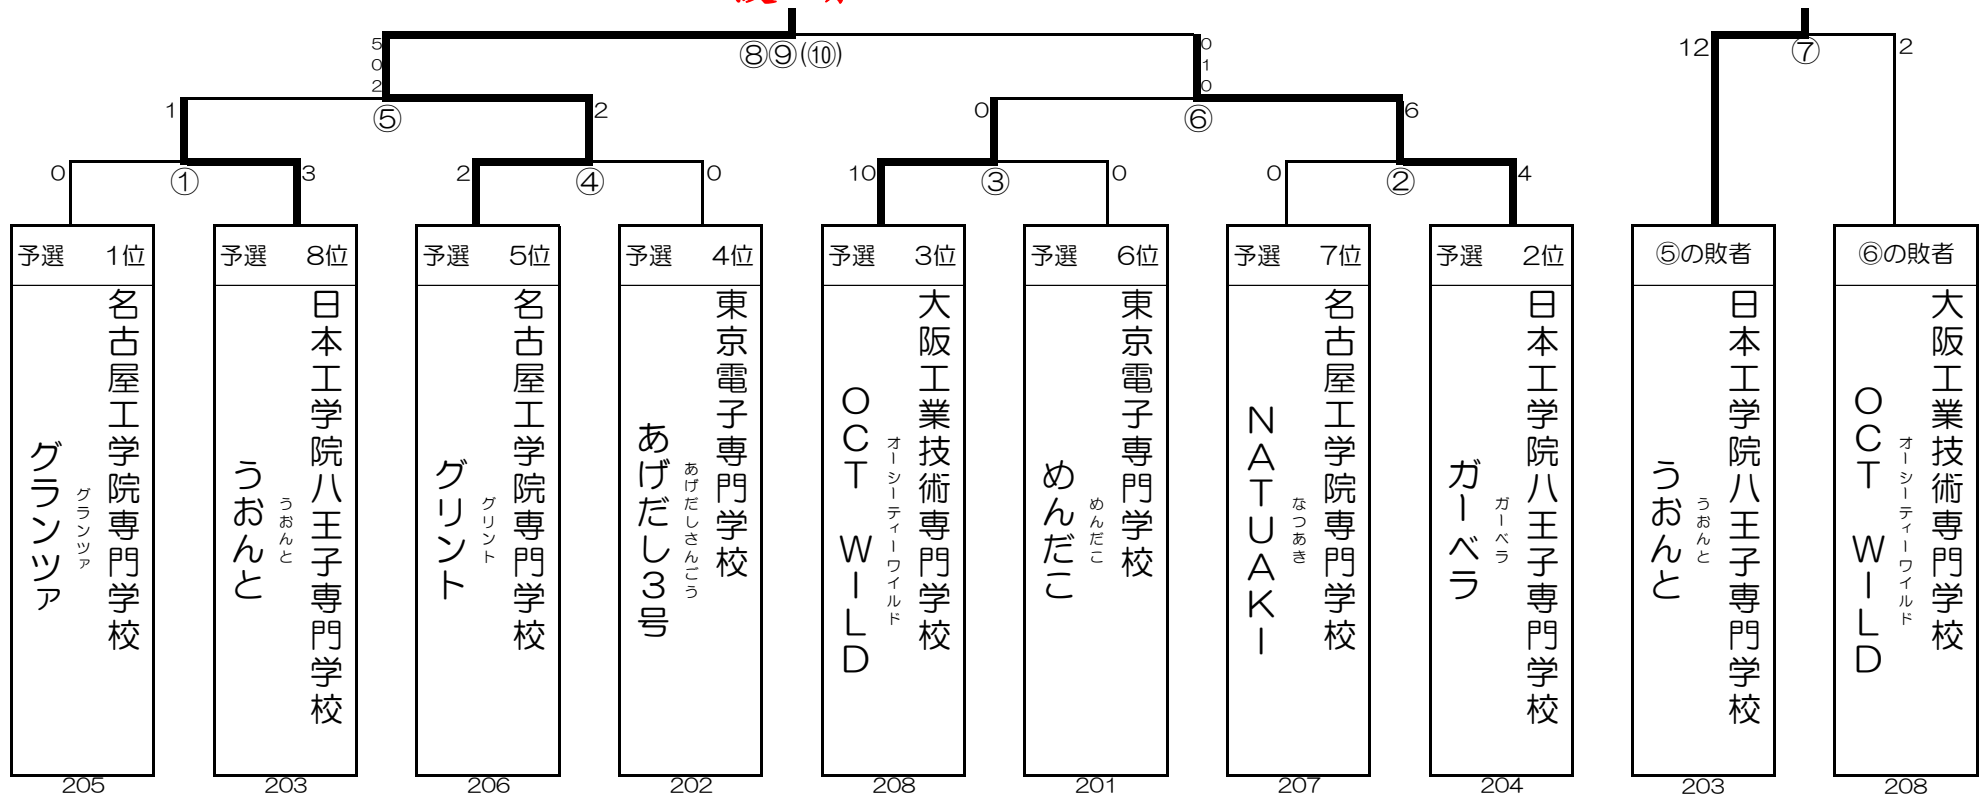 5
0
2
⑧⑨(⑩)
0
1
0
12
⑦
2
1
⑤
2
0
⑥
6
0
①
3
2
④
0
10
③
0
0
②
4
予選 1位
名古屋工学院専門学校
グランツァ
グランツァ
205
予選 8位
日本工学院八王子専門学校
うおんと
うおんと
203
予選 5位
名古屋工学院専門学校
グリント
グリント
206
予選 4位
東京電子専門学校
あげだしさんごう
あげだし3号
202
予選 3位
大阪工業技術専門学校
オーシーティーワイルド
OCT WILD
208
予選 6位
東京電子専門学校
めんだこ
めんだこ
201
予選 7位
名古屋工学院専門学校
なつあき
NATUAKI
207
予選 2位
日本工学院八王子専門学校
ガーベラ
ガーベラ
204
⑤の敗者
日本工学院八王子専門学校
うおんと
うおんと
203
⑥の敗者
大阪工業技術専門学校
オーシーティーワイルド
OCT WILD
208